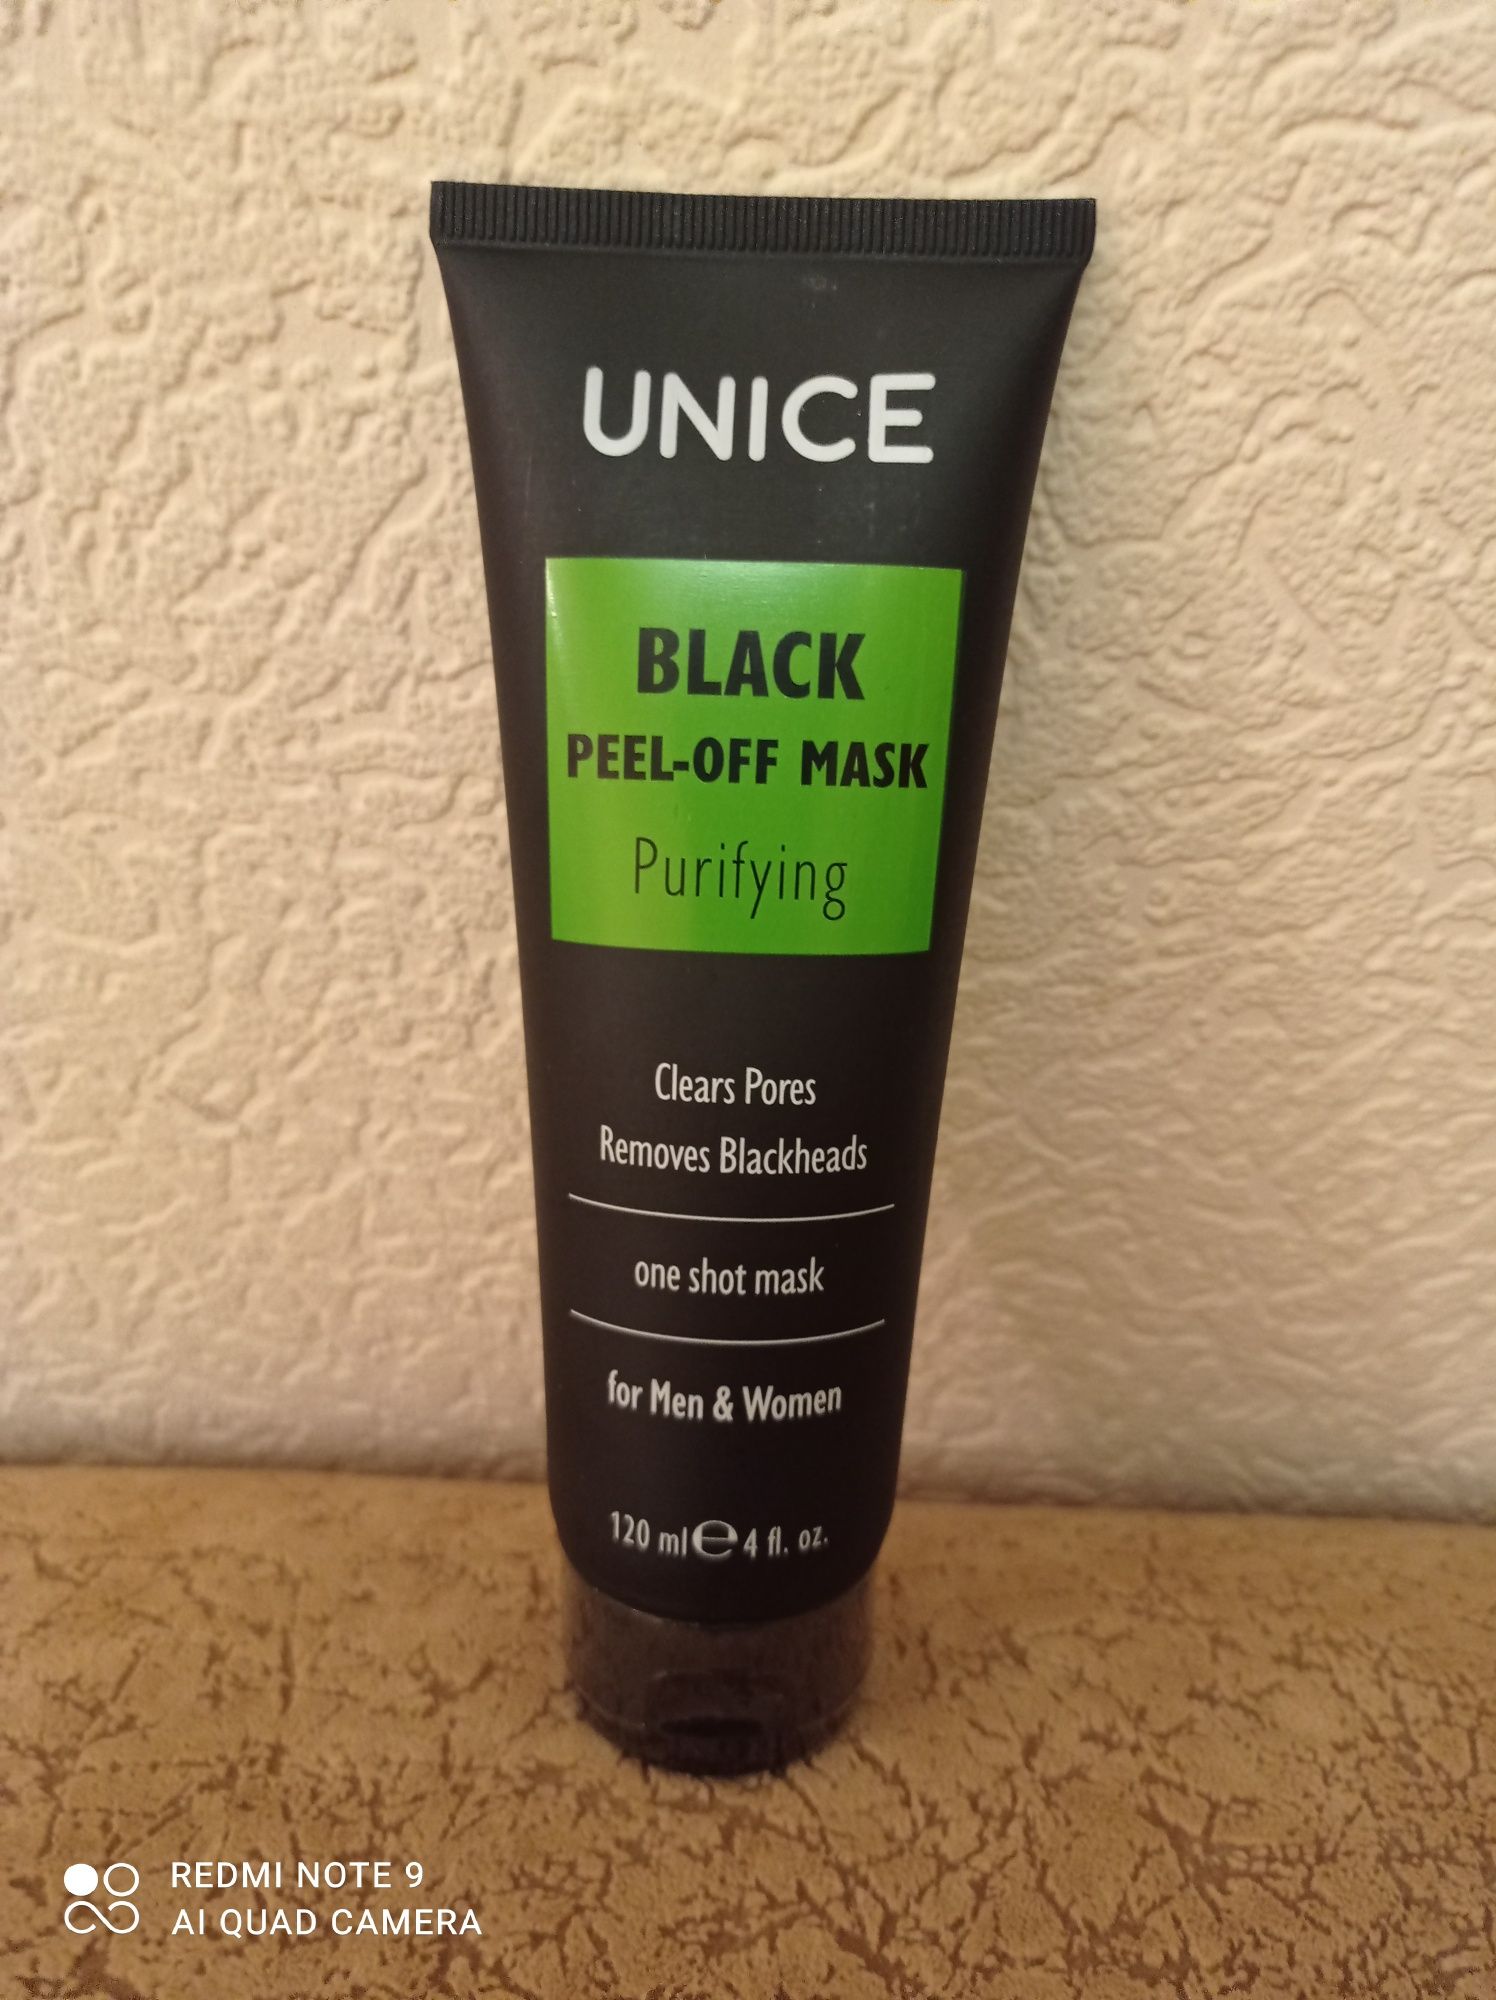 UNICE
BLACK
PEEL-OFF MASK
Purifying
Clears Pores
Removes Blackheads
one shot mask
for Men & Women
120 ml ℮ 4 fl. oz.
REDMI NOTE 9
AI QUAD CAMERA